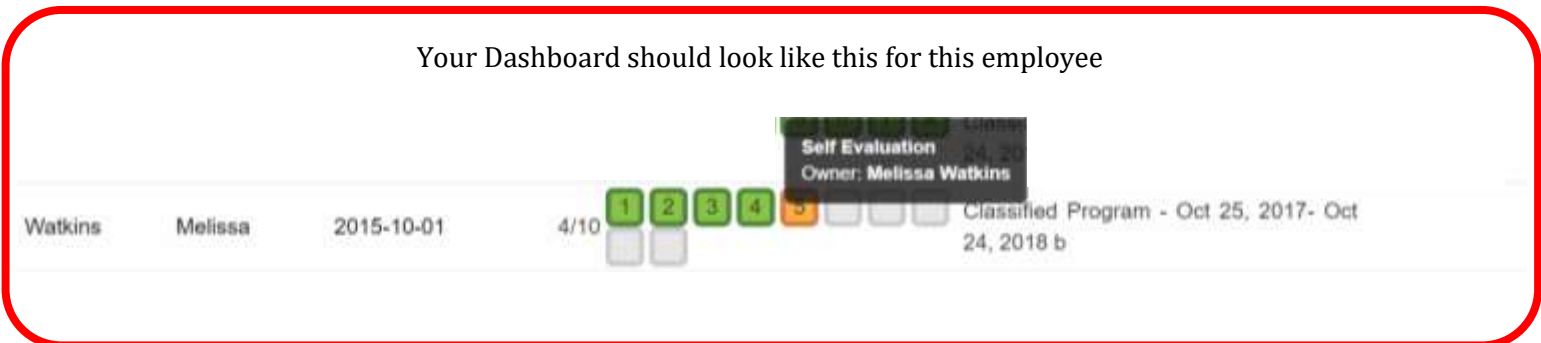 Your Dashboard should look like this for this employee
Self Evaluation
Owner: Melissa Watkins
Watkins Melissa 2015-10-01 4/10 1 2 3 4 5 Classified Program - Oct 25, 2017- Oct
24, 2018 b